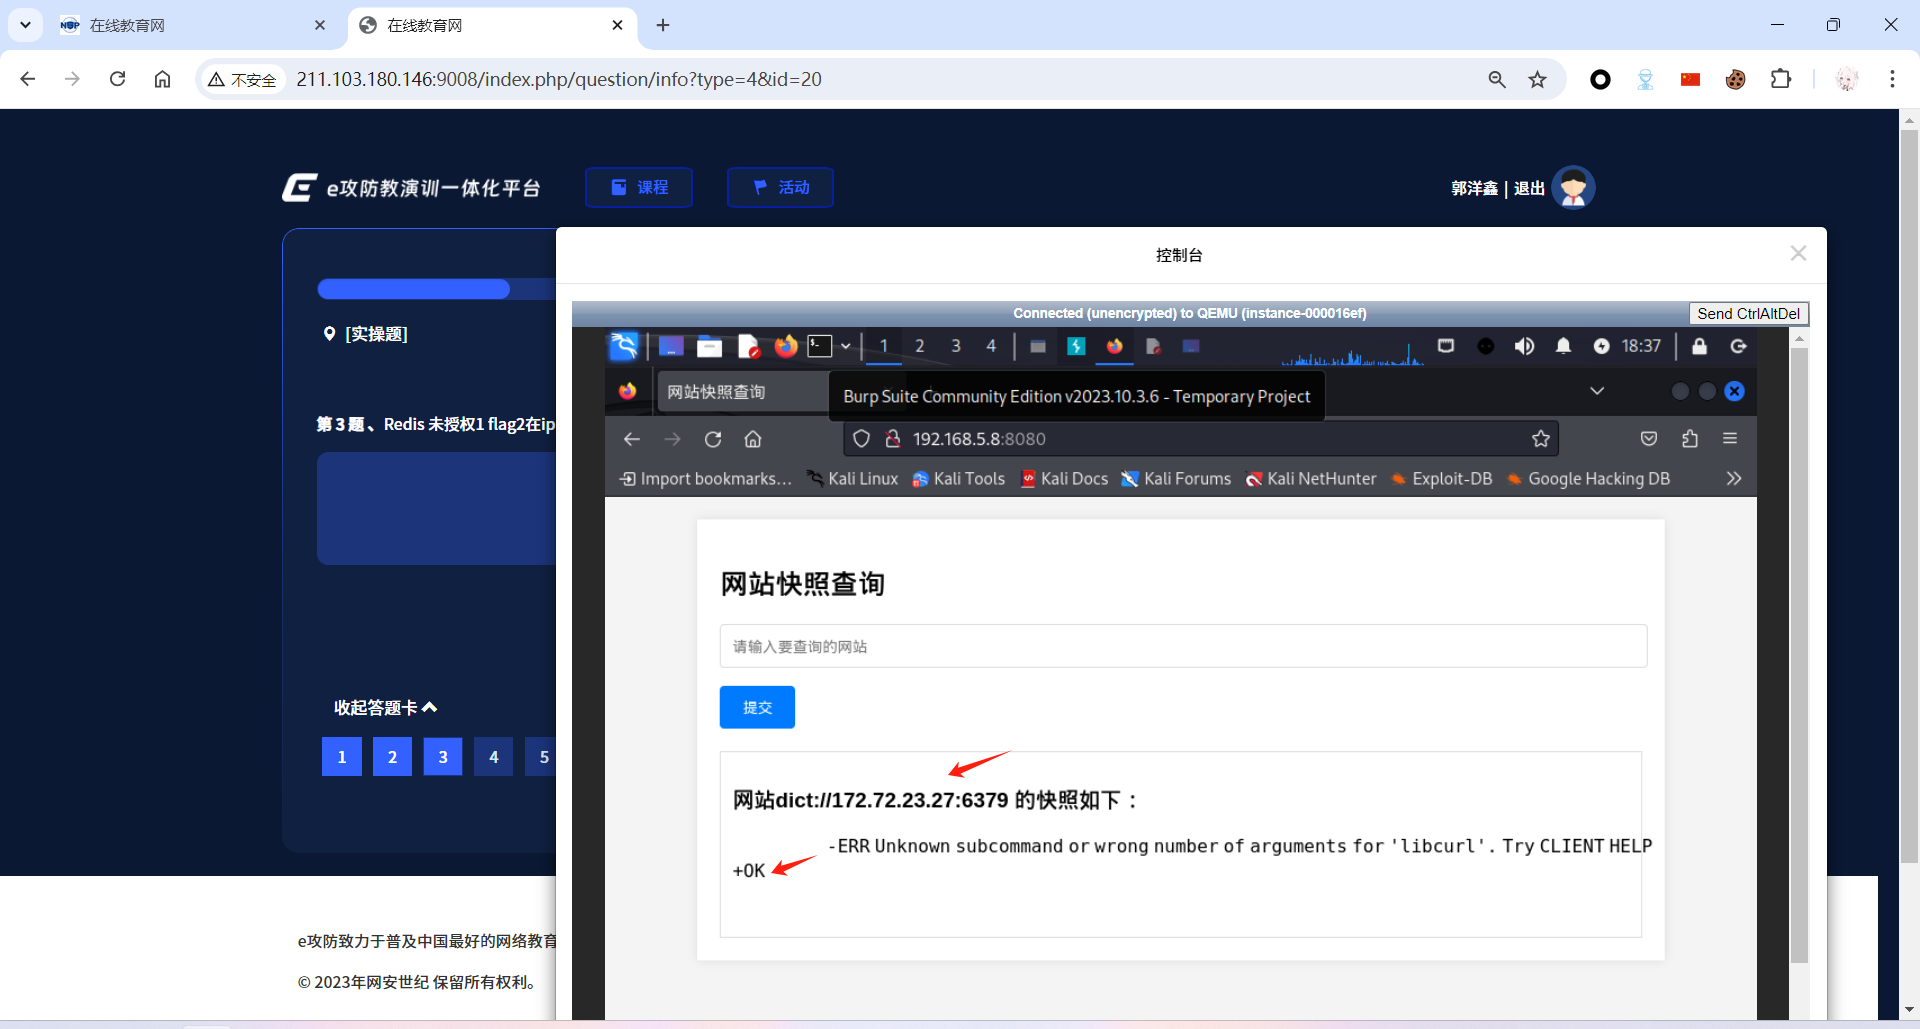 在线教育网
在线教育网
不安全
211.103.180.146:9008/index.php/question/info?type=4&id=20
e攻防教演训一体化平台
课程
活动
郭洋鑫 | 退出
控制台
Connected (unencrypted) to QEMU (instance-000016ef)
Send CtrlAltDel
[实操题]
1 2 3 4
18:37
网站快照查询
Burp Suite Community Edition v2023.10.3.6 - Temporary Project
第3题、Redis 未授权1 flag2在ip
192.168.5.8:8080
Import bookmarks...
Kali Linux
Kali Tools
Kali Docs
Kali Forums
Kali NetHunter
Exploit-DB
Google Hacking DB
网站快照查询
请输入要查询的网站
提交
收起答题卡
1 2 3 4 5
网站dict://172.72.23.27:6379 的快照如下：
-ERR Unknown subcommand or wrong number of arguments for 'libcurl'. Try CLIENT HELP
+OK
e攻防致力于普及中国最好的网络教育
© 2023年网安世纪 保留所有权利。